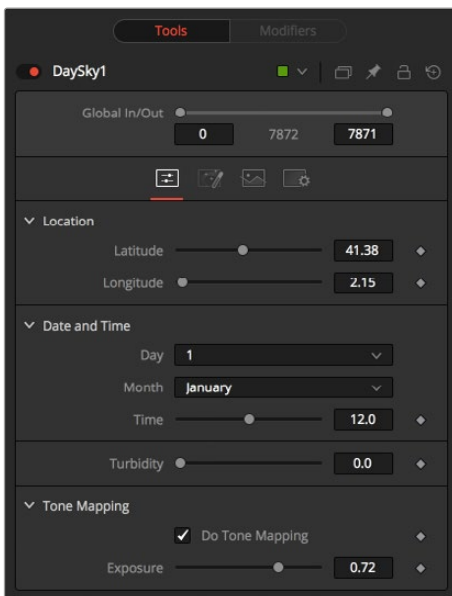 Tools Modifiers
DaySky1
Global In/Out
0 7872 7871
Location
Latitude 41.38
Longitude 2.15
Date and Time
Day 1
Month January
Time 12.0
Turbidity 0.0
Tone Mapping
Do Tone Mapping
Exposure 0.72